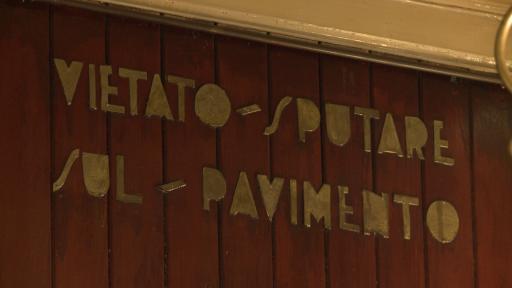 VIETATO - SPUTARE
SUL - PAVIMENTO